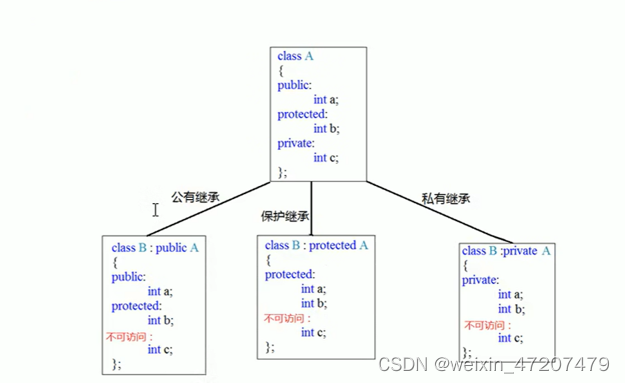 class A
{
public:
int a;
protected:
int b;
private:
int c;
};
公有继承
保护继承
私有继承
class B : public A
{
public:
int a;
protected:
int b;
不可访问：
int c;
};
class B : protected A
{
protected:
int a;
int b;
不可访问：
int c;
};
class B :private A
{
private:
int a;
int b;
不可访问：
int c;
};
CSDN @weixin_47207479